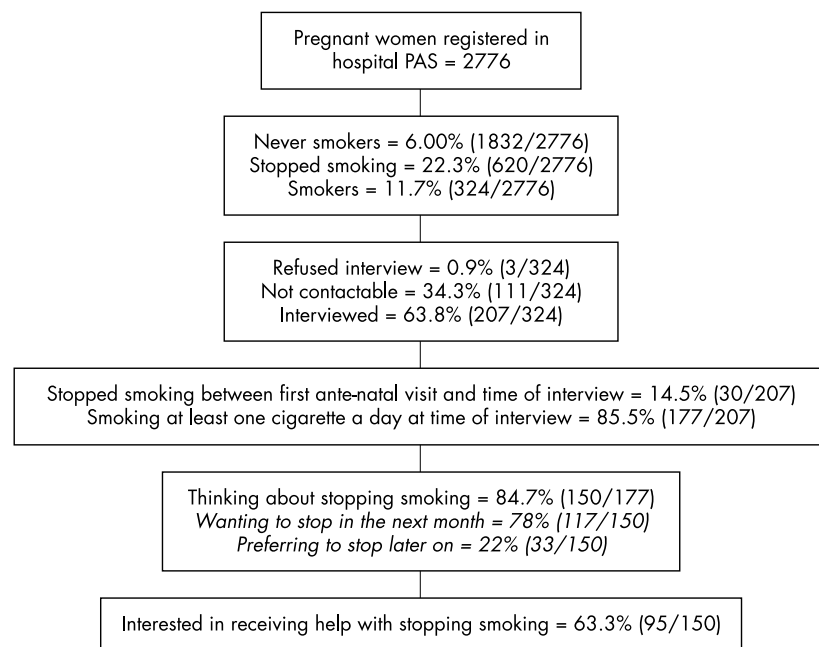 Pregnant women registered in
hospital PAS = 2776
Never smokers = 6.00% (1832/2776)
Stopped smoking = 22.3% (620/2776)
Smokers = 11.7% (324/2776)
Refused interview = 0.9% (3/324)
Not contactable = 34.3% (111/324)
Interviewed = 63.8% (207/324)
Stopped smoking between first ante-natal visit and time of interview = 14.5% (30/207)
Smoking at least one cigarette a day at time of interview = 85.5% (177/207)
Thinking about stopping smoking = 84.7% (150/177)
Wanting to stop in the next month = 78% (117/150)
Preferring to stop later on = 22% (33/150)
Interested in receiving help with stopping smoking = 63.3% (95/150)